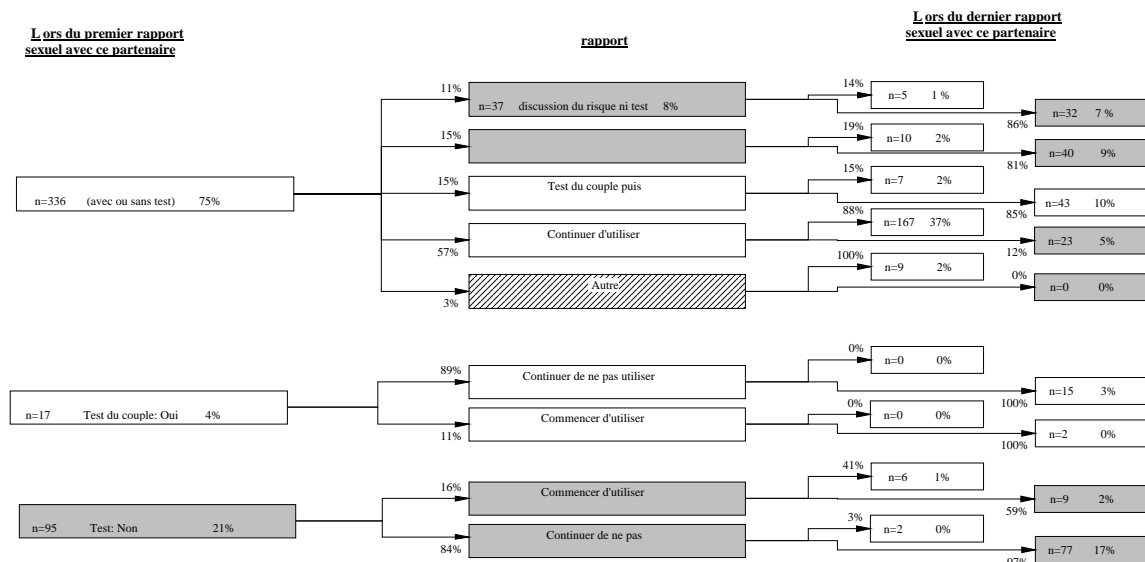 L ors du premier rapport
sexuel avec ce partenaire
rapport
L ors du dernier rapport
sexuel avec ce partenaire
11%
n=37 discussion du risque ni test 8%
14%
n=5 1 %
86%
n=32 7 %
15%
19%
n=10 2%
81%
n=40 9%
n=336 (avec ou sans test) 75%
15%
Test du couple puis
15%
n=7 2%
85%
n=43 10%
57%
Continuer d'utiliser
88%
n=167 37%
12%
n=23 5%
3%
Autre
100%
n=9 2%
0%
n=0 0%
n=17 Test du couple: Oui 4%
89%
Continuer de ne pas utiliser
0%
n=0 0%
100%
n=15 3%
11%
Commencer d'utiliser
0%
n=0 0%
100%
n=2 0%
n=95 Test: Non 21%
16%
Commencer d'utiliser
41%
n=6 1%
59%
n=9 2%
84%
Continuer de ne pas
3%
n=2 0%
97%
n=77 17%